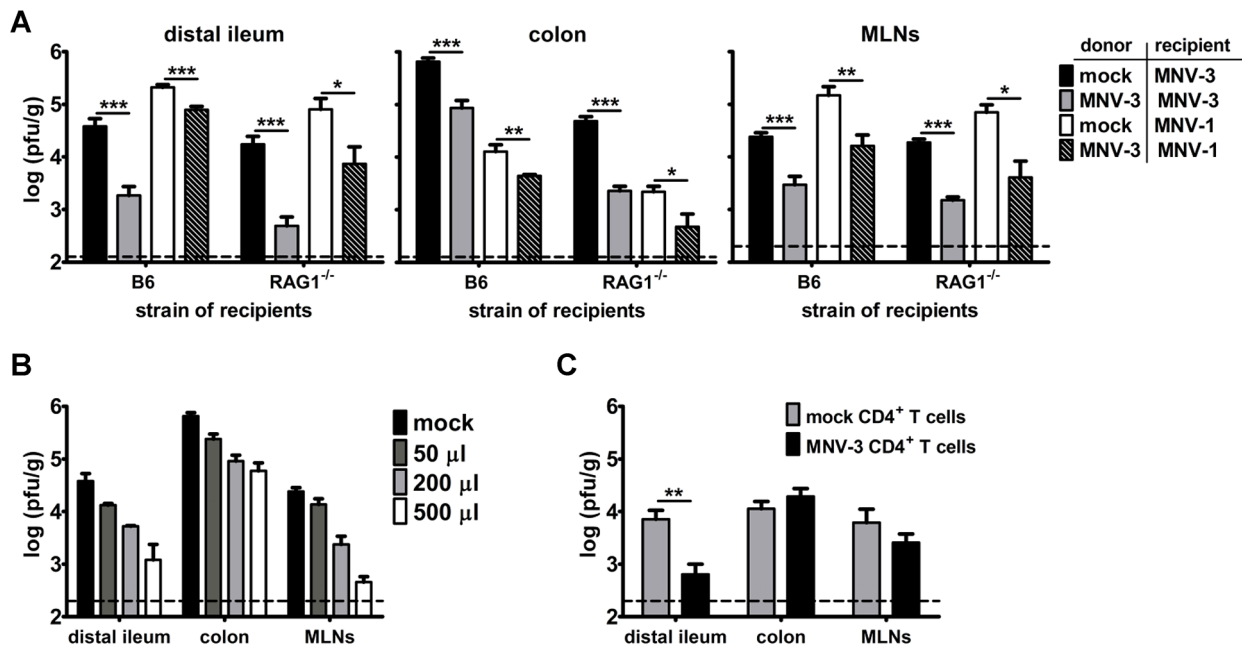 A
distal ileum
colon
MLNs
donor recipient
mock MNV-3
MNV-3 MNV-3
mock MNV-1
MNV-3 MNV-1
log (pfu/g)
6
5
4
3
2
*** *** *** *
*** ** *** *
*** ** *** *
B6 RAG1-/-
B6 RAG1-/-
B6 RAG1-/-
strain of recipients
strain of recipients
strain of recipients
B
log (pfu/g)
6
5
4
3
2
mock
50 µl
200 µl
500 µl
distal ileum colon MLNs
C
log (pfu/g)
6
5
4
3
2
mock CD4+ T cells
MNV-3 CD4+ T cells
**
distal ileum colon MLNs